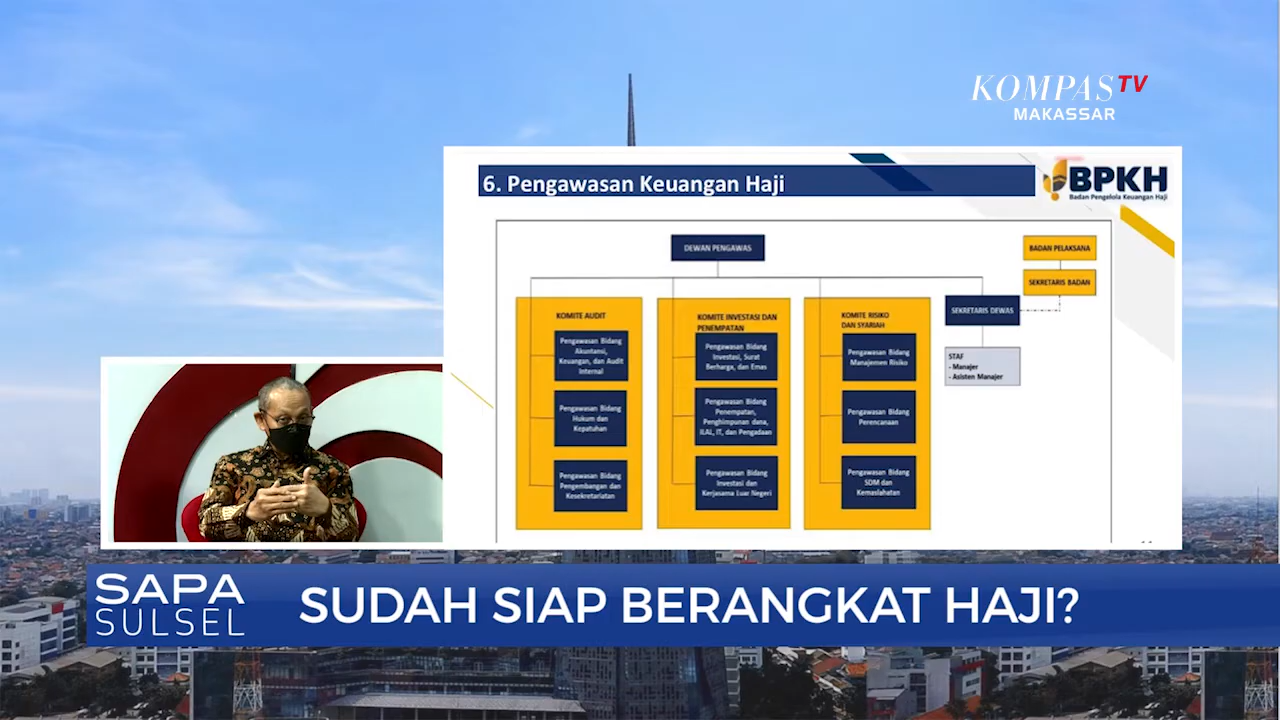 KOMPAS TV
MAKASSAR
6. Pengawasan Keuangan Haji
BPKH
Badan Pengelola Keuangan Haji
DEWAN PENGAWAS
BADAN PELAKSANA
SEKRETARIS BADAN
SEKRETARIS DEWAS
STAF
- Manajer
- Asisten Manajer
KOMITE AUDIT
Pengawasan Bidang
Akuntansi,
Keuangan, dan Audit
Internal
Pengawasan Bidang
Hukum dan
Kepatuhan
Pengawasan Bidang
Pengembangan dan
Kesekretariatan
KOMITE INVESTASI DAN
PENEMPATAN
Pengawasan Bidang
Investasi, Surat
Berharga, dan Emas
Pengawasan Bidang
Penempatan,
Penghimpunan dana,
ILAL, IT, dan Pengadaan
Pengawasan Bidang
Investasi dan
Kerjasama Luar Negeri
KOMITE RISIKO
DAN SYARIAH
Pengawasan Bidang
Manajemen Risiko
Pengawasan Bidang
Perencanaan
Pengawasan Bidang
SDM dan
Kemaslahatan
SAPA
SULSEL
SUDAH SIAP BERANGKAT HAJI?